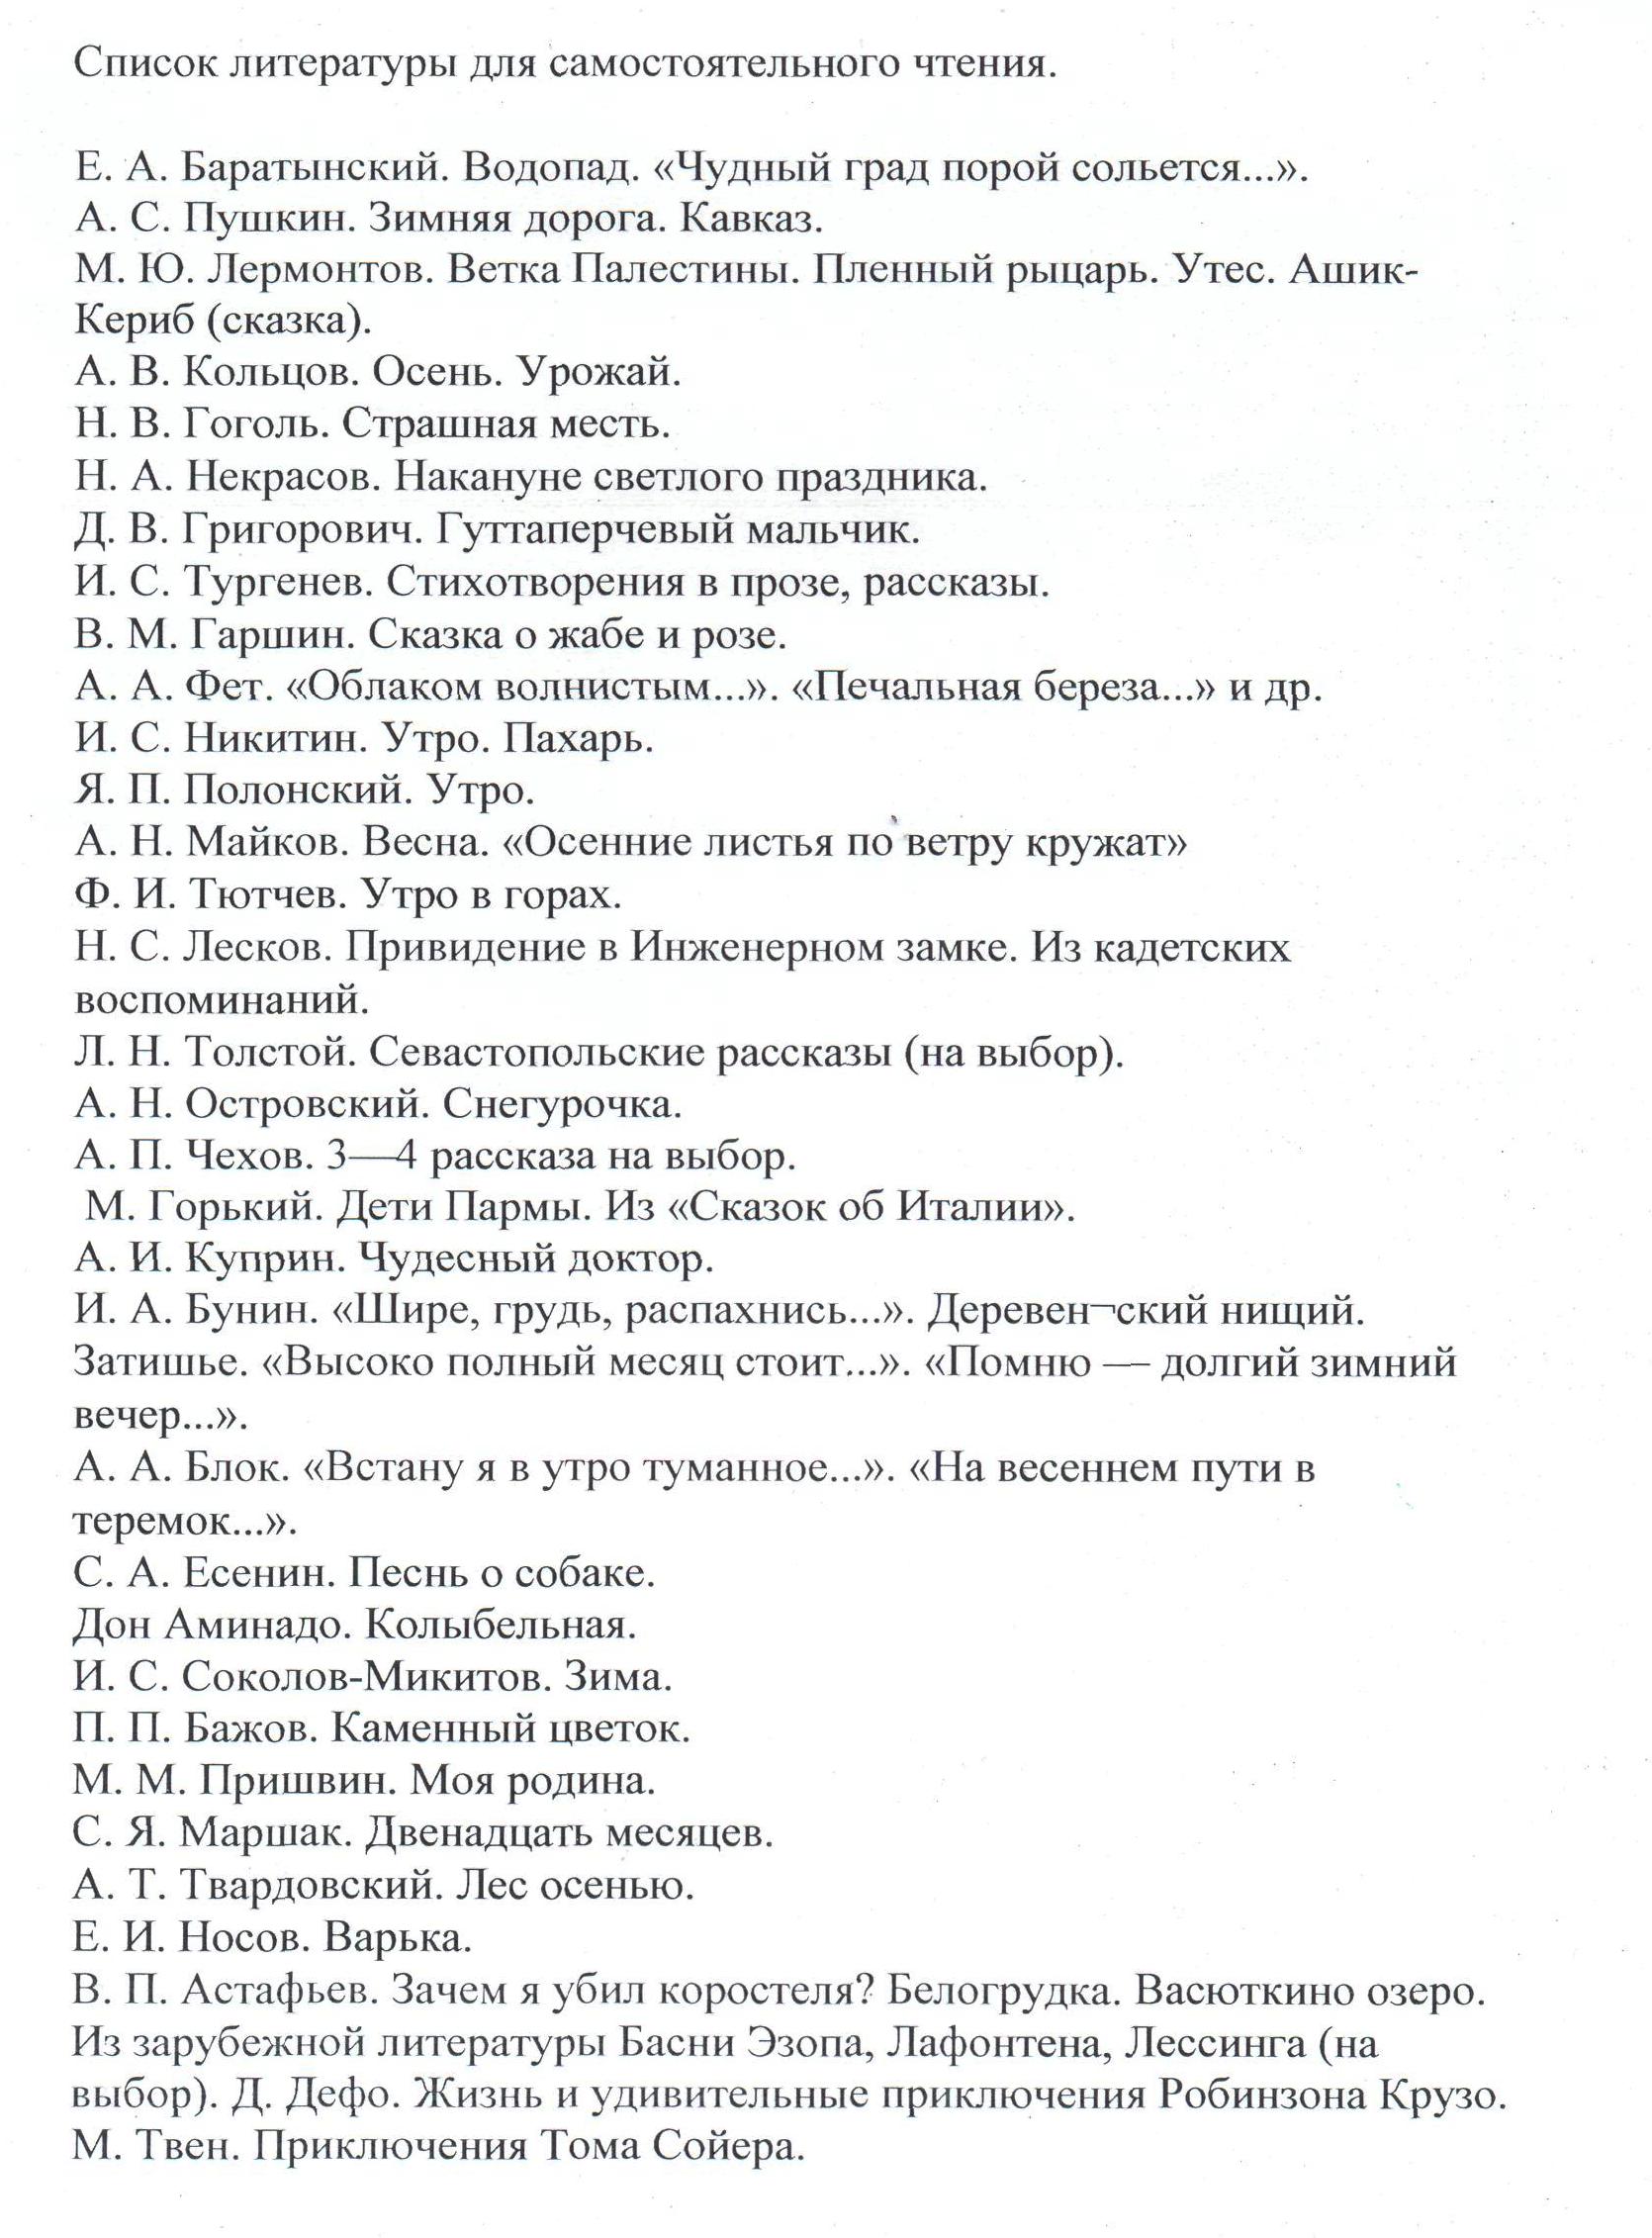 Список литературы для самостоятельного чтения.
Е. А. Баратынский. Водопад. «Чудный град порой сольется...».
А. С. Пушкин. Зимняя дорога. Кавказ.
М. Ю. Лермонтов. Ветка Палестины. Пленный рыцарь. Утес. Ашик-
Кериб (сказка).
А. В. Кольцов. Осень. Урожай.
Н. В. Гоголь. Страшная месть.
Н. А. Некрасов. Накануне светлого праздника.
Д. В. Григорович. Гуттаперчевый мальчик.
И. С. Тургенев. Стихотворения в прозе, рассказы.
В. М. Гаршин. Сказка о жабе и розе.
А. А. Фет. «Облаком волнистым...». «Печальная береза...» и др.
И. С. Никитин. Утро. Пахарь.
Я. П. Полонский. Утро.
А. Н. Майков. Весна. «Осенние листья по ветру кружат»
Ф. И. Тютчев. Утро в горах.
Н. С. Лесков. Привидение в Инженерном замке. Из кадетских
воспоминаний.
Л. Н. Толстой. Севастопольские рассказы (на выбор).
А. Н. Островский. Снегурочка.
А. П. Чехов. 3—4 рассказа на выбор.
М. Горький. Дети Пармы. Из «Сказок об Италии».
А. И. Куприн. Чудесный доктор.
И. А. Бунин. «Шире, грудь, распахнись...». Деревен¬ский нищий.
Затишье. «Высоко полный месяц стоит...». «Помню — долгий зимний
вечер...».
А. А. Блок. «Встану я в утро туманное...». «На весеннем пути в
теремок...».
С. А. Есенин. Песнь о собаке.
Дон Аминадо. Колыбельная.
И. С. Соколов-Микитов. Зима.
П. П. Бажов. Каменный цветок.
М. М. Пришвин. Моя родина.
С. Я. Маршак. Двенадцать месяцев.
А. Т. Твардовский. Лес осенью.
Е. И. Носов. Варька.
В. П. Астафьев. Зачем я убил коростеля? Белогрудка. Васюткино озеро.
Из зарубежной литературы Басни Эзопа, Лафонтена, Лессинга (на
выбор). Д. Дефо. Жизнь и удивительные приключения Робинзона Крузо.
М. Твен. Приключения Тома Сойера.